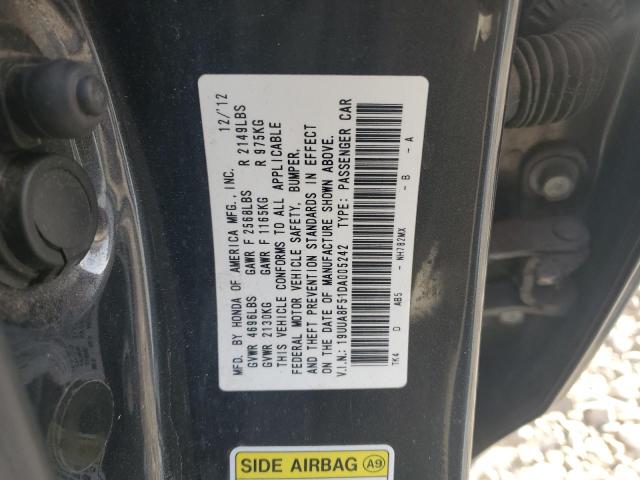 MFD. BY HONDA OF AMERICA MFG., INC. 12/'12
GVWR 4696LBS GAWR F 2568LBS R 2149LBS
GVWR 2130KG GAWR F 1165KG R 975KG
THIS VEHICLE CONFORMS TO ALL APPLICABLE
FEDERAL MOTOR VEHICLE SAFETY, BUMPER,
AND THEFT PREVENTION STANDARDS IN EFFECT
ON THE DATE OF MANUFACTURE SHOWN ABOVE.
V.I.N.: 19UUA8F51DA005242 TYPE: PASSENGER CAR
TK4 D AB5 - NH782MX - B - A
SIDE AIRBAG A9